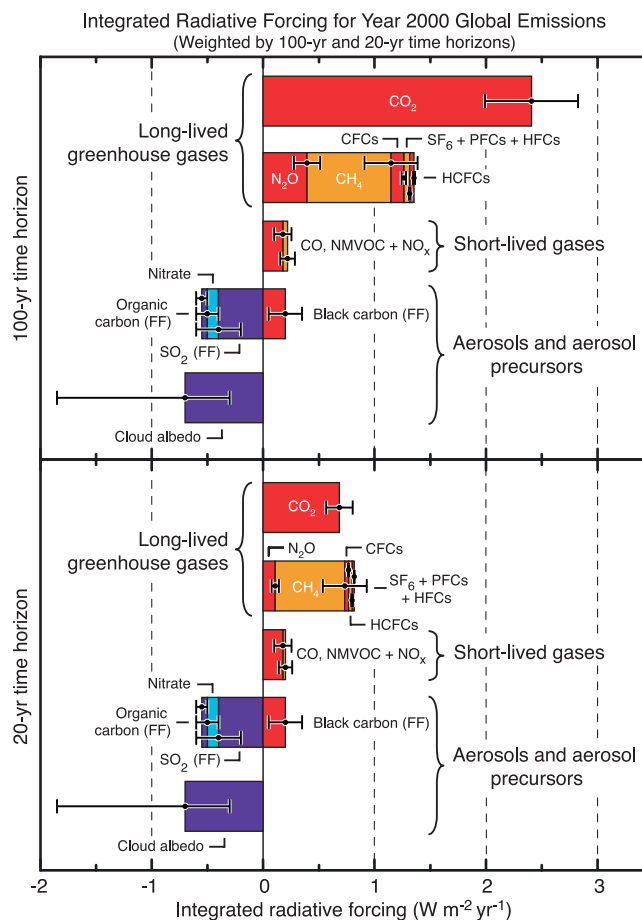 Integrated Radiative Forcing for Year 2000 Global Emissions
(Weighted by 100-yr and 20-yr time horizons)
100-yr time horizon
Long-lived
greenhouse gases
CO₂
CFCs
SF₆ + PFCs + HFCs
N₂O
CH₄
HCFCs
CO, NMVOC + NOₓ
Short-lived gases
Nitrate
Organic
carbon (FF)
SO₂ (FF)
Black carbon (FF)
Aerosols and aerosol
precursors
Cloud albedo
20-yr time horizon
Long-lived
greenhouse gases
CO₂
N₂O
CFCs
CH₄
SF₆ + PFCs
+ HFCs
HCFCs
CO, NMVOC + NOₓ
Short-lived gases
Nitrate
Organic
carbon (FF)
SO₂ (FF)
Black carbon (FF)
Aerosols and aerosol
precursors
Cloud albedo
-2 -1 0 1 2 3
Integrated radiative forcing (W m⁻² yr⁻¹)